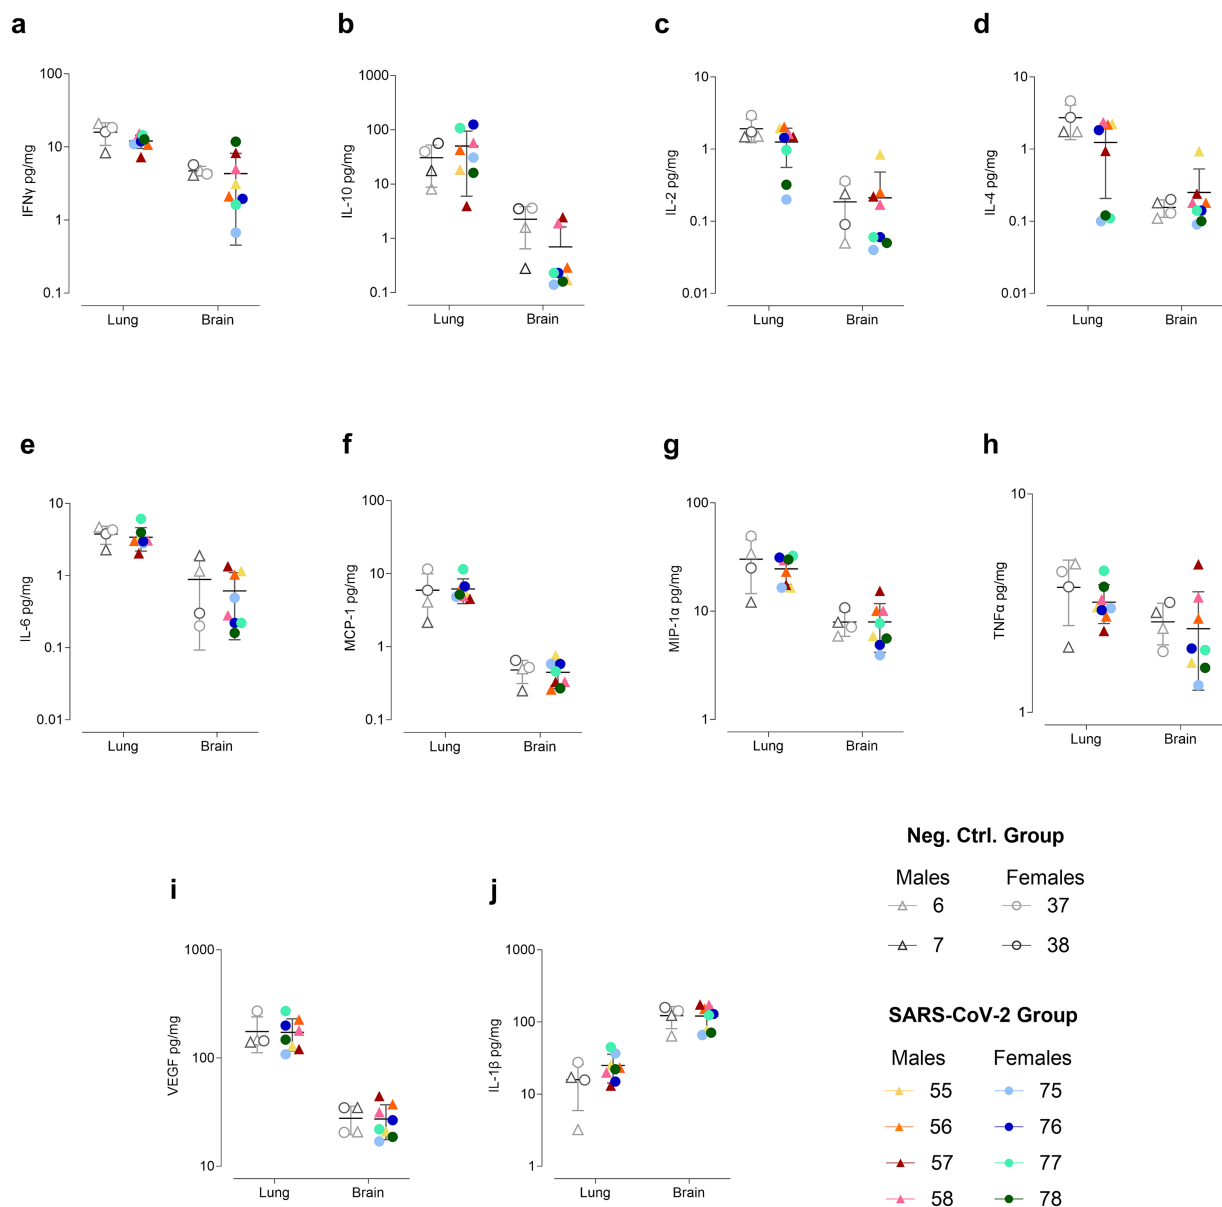 a
b
c
d
IFNγ pg/mg
100
10
1
0.1
Lung
Brain
IL-10 pg/mg
1000
100
10
1
0.1
Lung
Brain
IL-2 pg/mg
10
1
0.1
0.01
Lung
Brain
IL-4 pg/mg
10
1
0.1
0.01
Lung
Brain
e
f
g
h
IL-6 pg/mg
10
1
0.1
0.01
Lung
Brain
MCP-1 pg/mg
100
10
1
0.1
Lung
Brain
MIP-1α pg/mg
100
10
1
Lung
Brain
TNFα pg/mg
10
1
Lung
Brain
i
j
VEGF pg/mg
1000
100
10
Lung
Brain
IL-1β pg/mg
1000
100
10
1
Lung
Brain
Neg. Ctrl. Group
Males Females
6 37
7 38
SARS-CoV-2 Group
Males Females
55 75
56 76
57 77
58 78